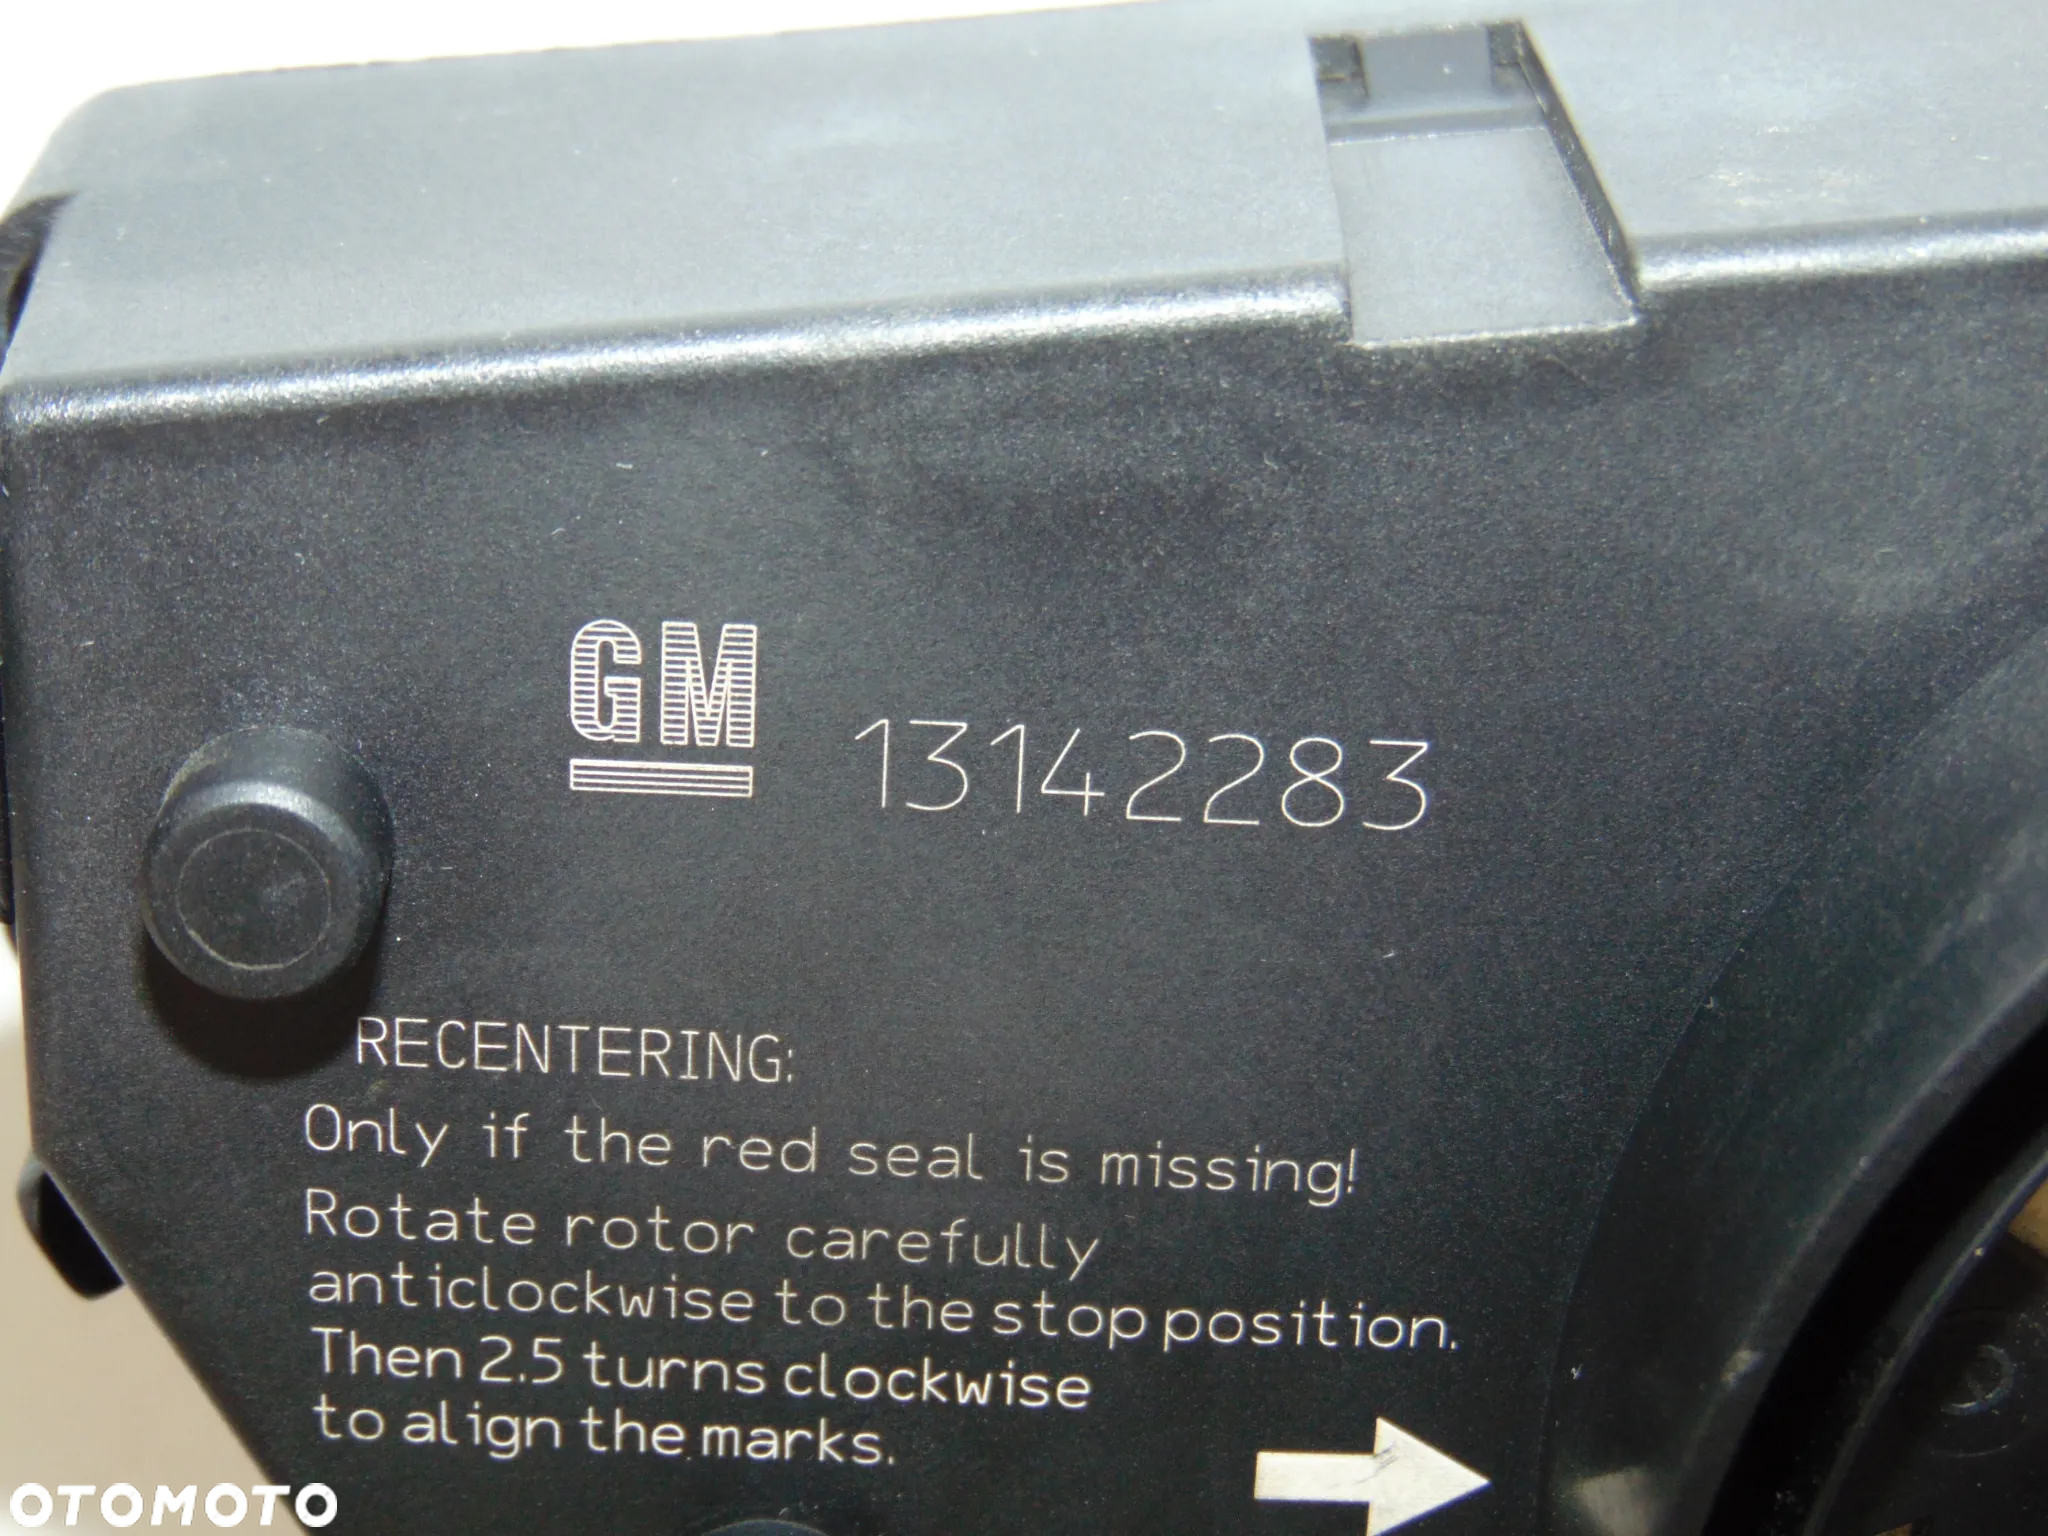 GM 13142283
RECENTERING:
Only if the red seal is missing!
Rotate rotor carefully
anticlockwise to the stop position.
Then 2.5 turns clockwise
to align the marks.
OTOMOTO